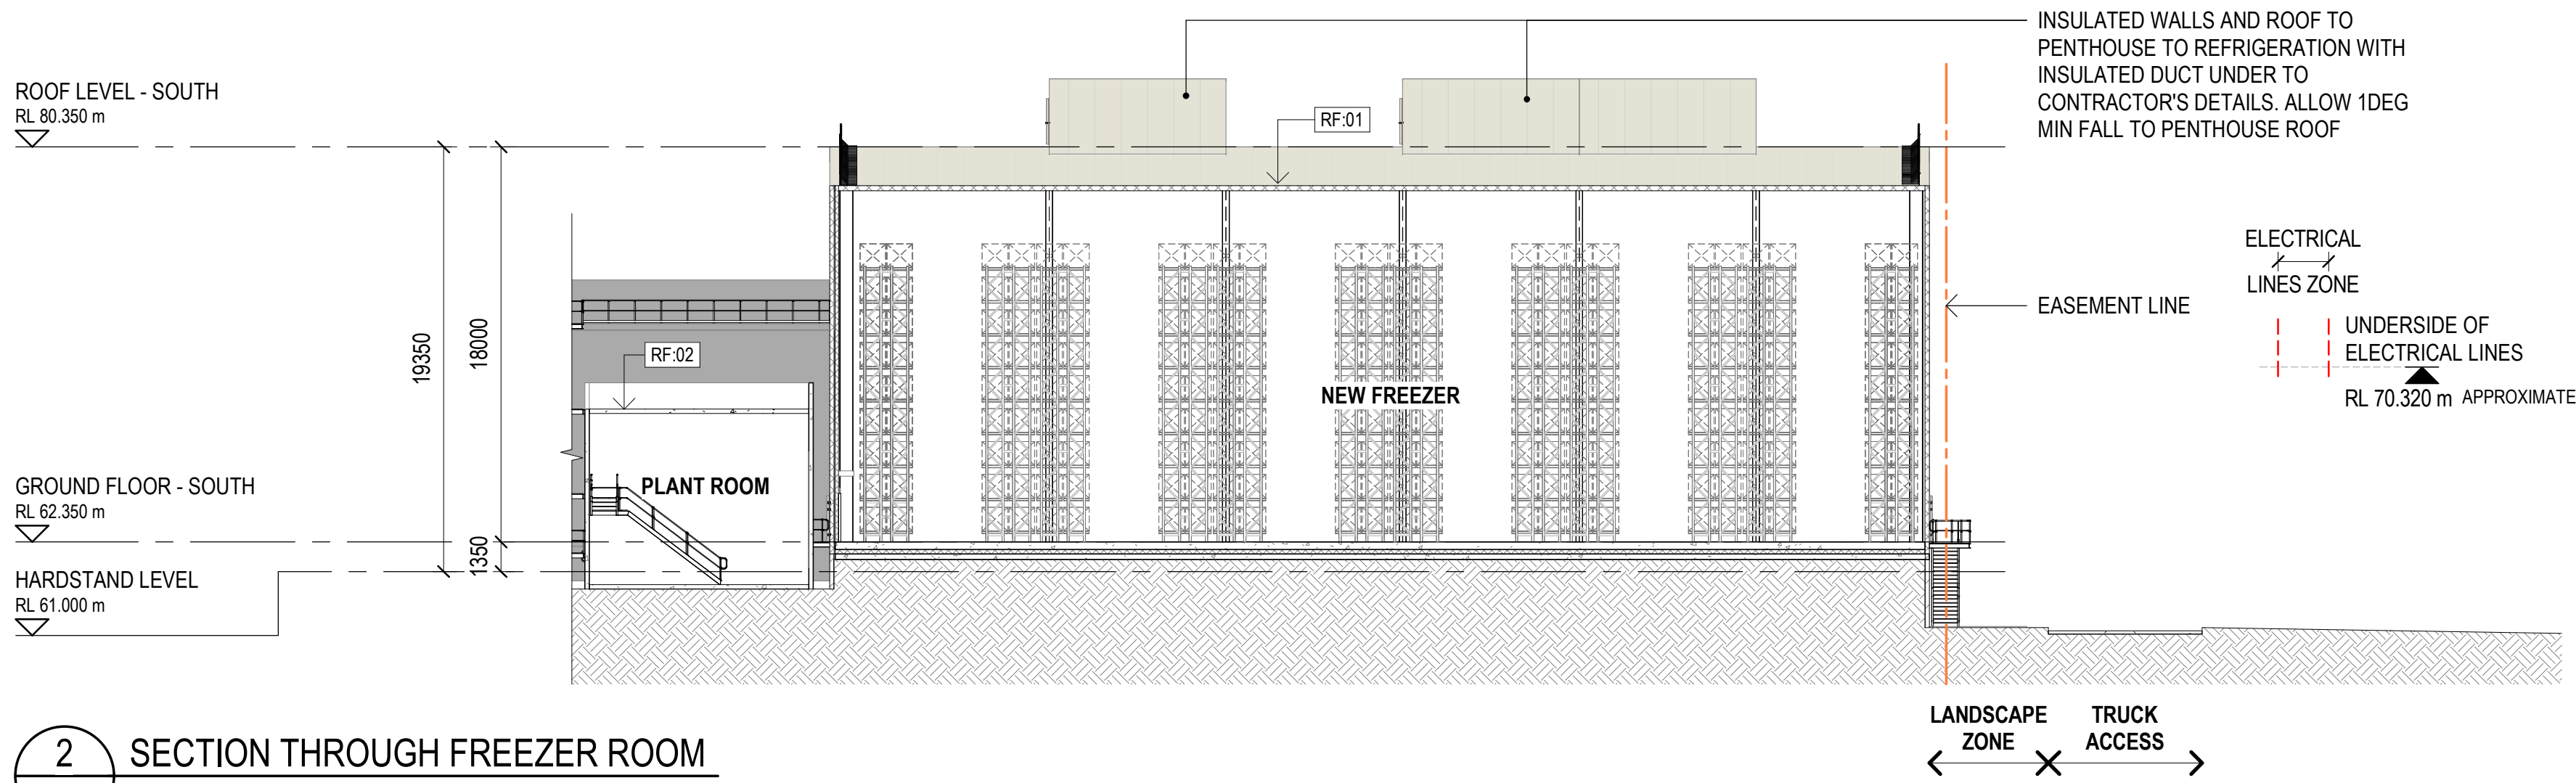 INSULATED WALLS AND ROOF TO
PENTHOUSE TO REFRIGERATION WITH
INSULATED DUCT UNDER TO
CONTRACTOR'S DETAILS. ALLOW 1DEG
MIN FALL TO PENTHOUSE ROOF
ROOF LEVEL - SOUTH
RL 80.350 m
RF:01
ELECTRICAL
LINES ZONE
EASEMENT LINE
UNDERSIDE OF
ELECTRICAL LINES
RL 70.320 m APPROXIMATE
19350
18000
RF:02
NEW FREEZER
PLANT ROOM
GROUND FLOOR - SOUTH
RL 62.350 m
1350
HARDSTAND LEVEL
RL 61.000 m
LANDSCAPE
ZONE
TRUCK
ACCESS
2
SECTION THROUGH FREEZER ROOM